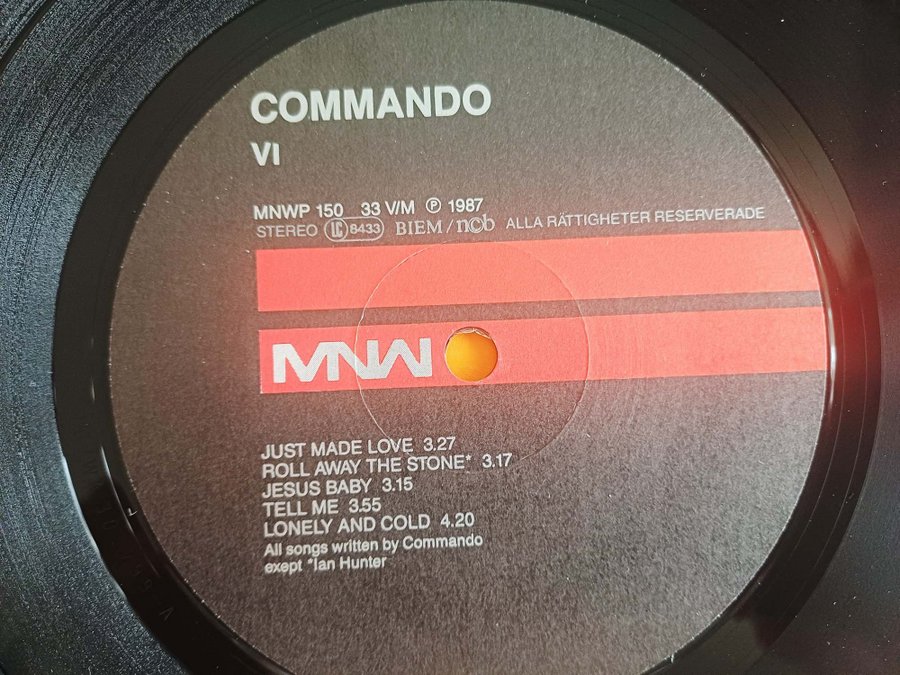 COMMANDO
VI
MNWP 150 33 V/M Ⓟ 1987
STEREO LC 8433 BIEM/n©b ALLA RÄTTIGHETER RESERVERADE
MNW
JUST MADE LOVE 3.27
ROLL AWAY THE STONE* 3.17
JESUS BABY 3.15
TELL ME 3.55
LONELY AND COLD 4.20
All songs written by Commando
exept *Ian Hunter